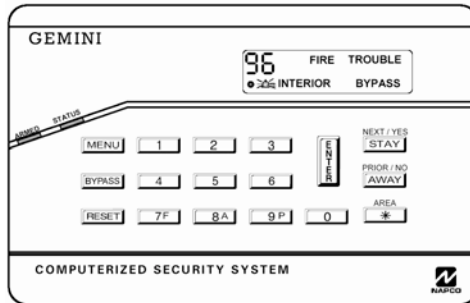 GEMINI
96 FIRE TROUBLE
INTERIOR BYPASS
ARMED STATUS
NEXT / YES
MENU 1 2 3 ENTER STAY
PRIOR / NO
BYPASS 4 5 6 AWAY
AREA
RESET 7F 8A 9P 0 *
COMPUTERIZED SECURITY SYSTEM
NAPCO